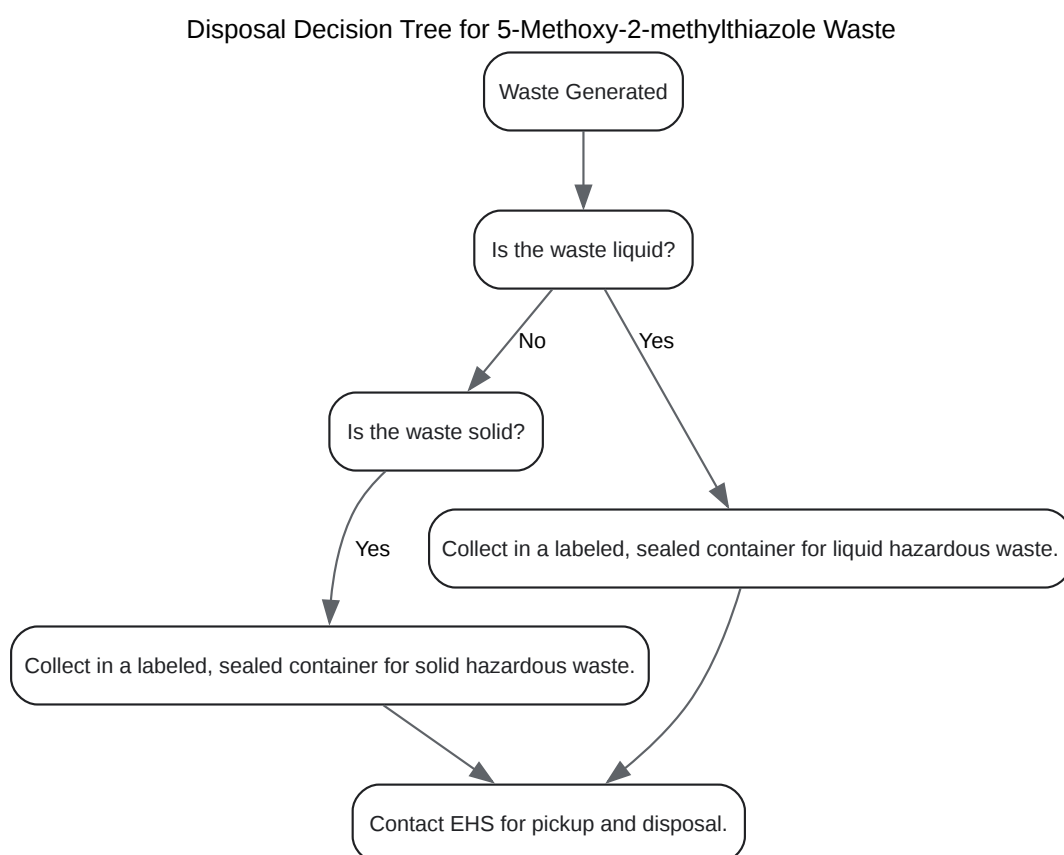 Disposal Decision Tree for 5-Methoxy-2-methylthiazole Waste
Waste Generated
Is the waste liquid?
No
Yes
Is the waste solid?
Yes
Collect in a labeled, sealed container for liquid hazardous waste.
Collect in a labeled, sealed container for solid hazardous waste.
Contact EHS for pickup and disposal.